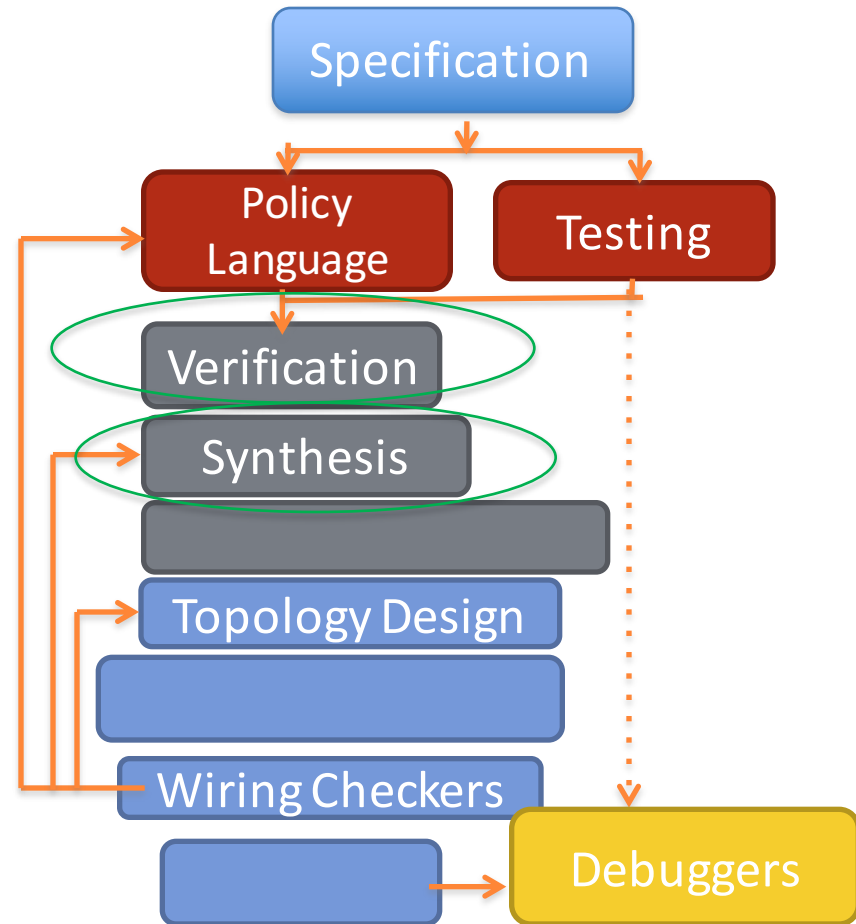 Specification
Policy
Language
Testing
Verification
Synthesis
Topology Design
Wiring Checkers
Debuggers